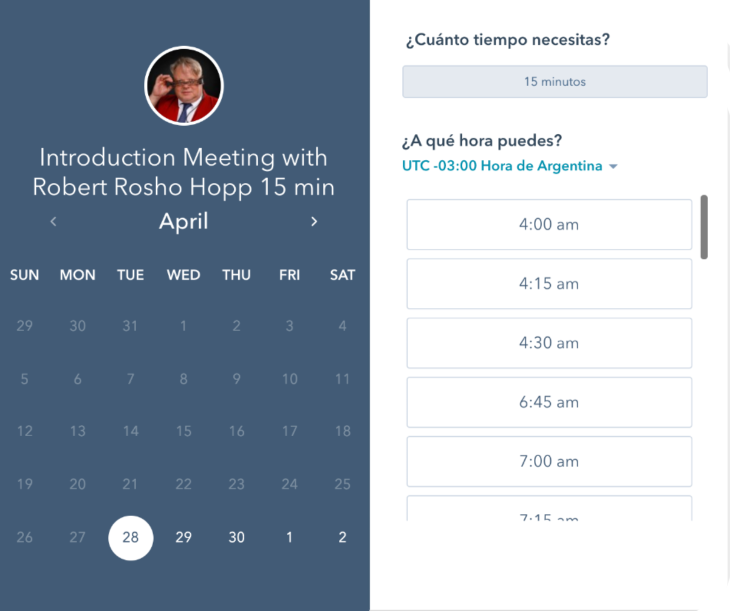 Introduction Meeting with
Robert Rosho Hopp 15 min
April
SUN MON TUE WED THU FRI SAT
29 30 31 1 2 3 4
5 6 7 8 9 10 11
12 13 14 15 16 17 18
19 20 21 22 23 24 25
26 27 28 29 30 1 2
¿Cuánto tiempo necesitas?
15 minutos
¿A qué hora puedes?
UTC -03:00 Hora de Argentina
4:00 am
4:15 am
4:30 am
6:45 am
7:00 am
7:15 am